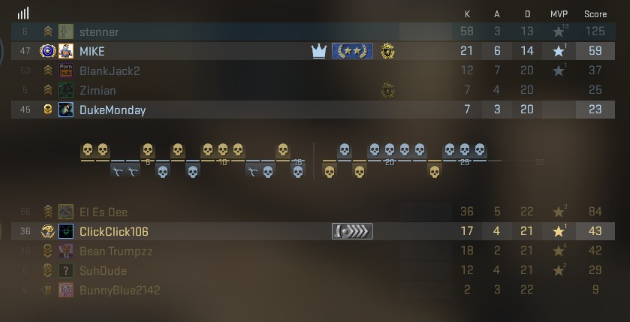 K A D MVP Score
6 stenner 58 3 13 125
47 MIKE 21 6 14 1 59
53 BlankJack2 12 7 20 1 37
5 Zimian 7 4 20 25
45 DukeMonday 7 3 20 23
5 10 15 20 25 30
El Es Dee 36 5 22 3 84
36 ClickClick106 17 4 21 1 43
Bean Trumpzz 18 2 21 4 42
SuhDude 12 4 21 2 29
BunnyBlue2142 2 3 22 9